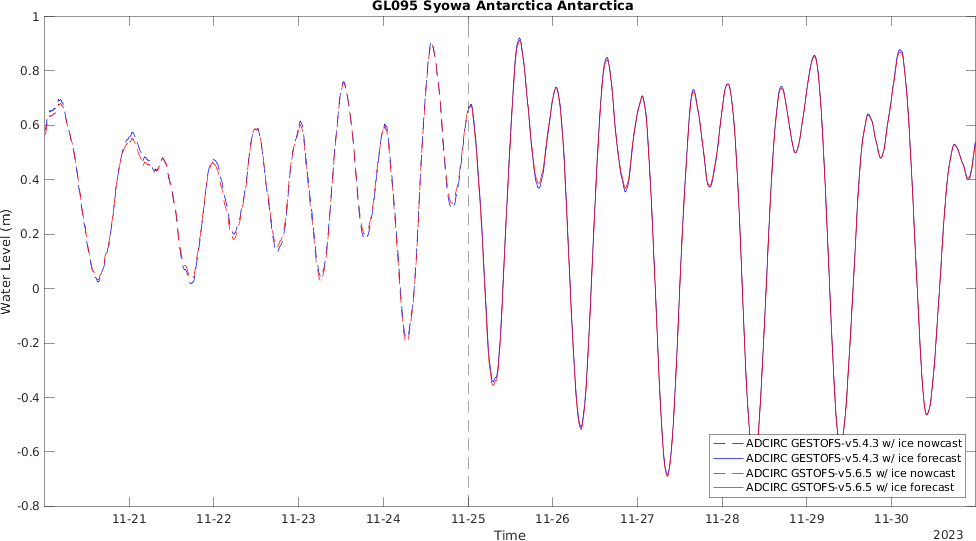 GL095 Syowa Antarctica Antarctica
1
0.8
0.6
0.4
0.2
0
-0.2
-0.4
-0.6
-0.8
Water Level (m)
ADCIRC GESTOFS-v5.4.3 w/ ice nowcast
ADCIRC GESTOFS-v5.4.3 w/ ice forecast
ADCIRC GSTOFS-v5.6.5 w/ ice nowcast
ADCIRC GSTOFS-v5.6.5 w/ ice forecast
11-21 11-22 11-23 11-24 11-25 11-26 11-27 11-28 11-29 11-30
Time
2023